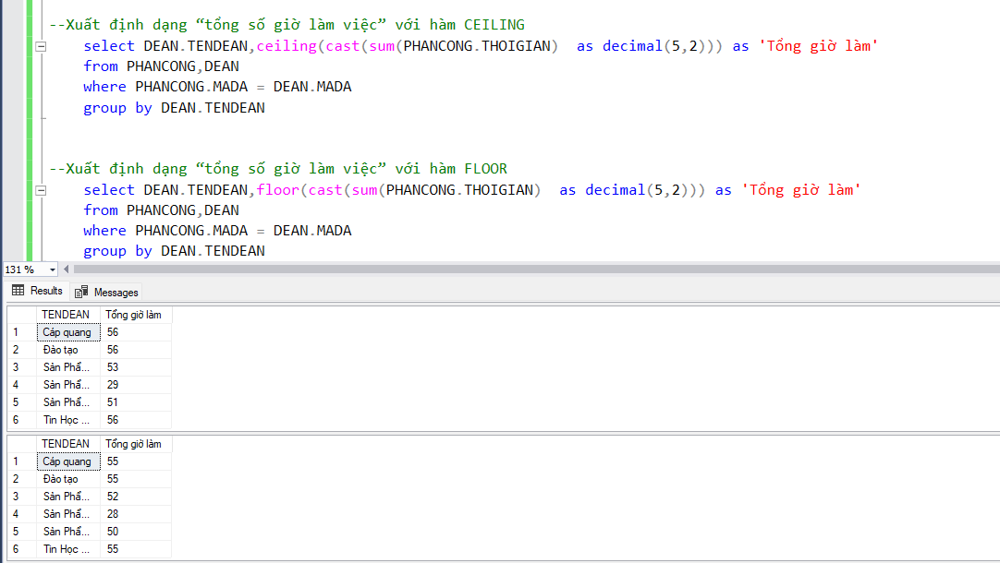 --Xuất định dạng “tổng số giờ làm việc” với hàm CEILING
select DEAN.TENDEAN,ceiling(cast(sum(PHANCONG.THOIGIAN)  as decimal(5,2))) as 'Tổng giờ làm'
from PHANCONG,DEAN
where PHANCONG.MADA = DEAN.MADA
group by DEAN.TENDEAN
--Xuất định dạng “tổng số giờ làm việc” với hàm FLOOR
select DEAN.TENDEAN,floor(cast(sum(PHANCONG.THOIGIAN)  as decimal(5,2))) as 'Tổng giờ làm'
from PHANCONG,DEAN
where PHANCONG.MADA = DEAN.MADA
group by DEAN.TENDEAN
131 %
Results Messages
TENDEAN Tổng giờ làm
1 Cáp quang 56
2 Đào tạo 56
3 Sản Phẩ... 53
4 Sản Phẩ... 29
5 Sản Phẩ... 51
6 Tin Học ... 56
TENDEAN Tổng giờ làm
1 Cáp quang 55
2 Đào tạo 55
3 Sản Phẩ... 52
4 Sản Phẩ... 28
5 Sản Phẩ... 50
6 Tin Học ... 55